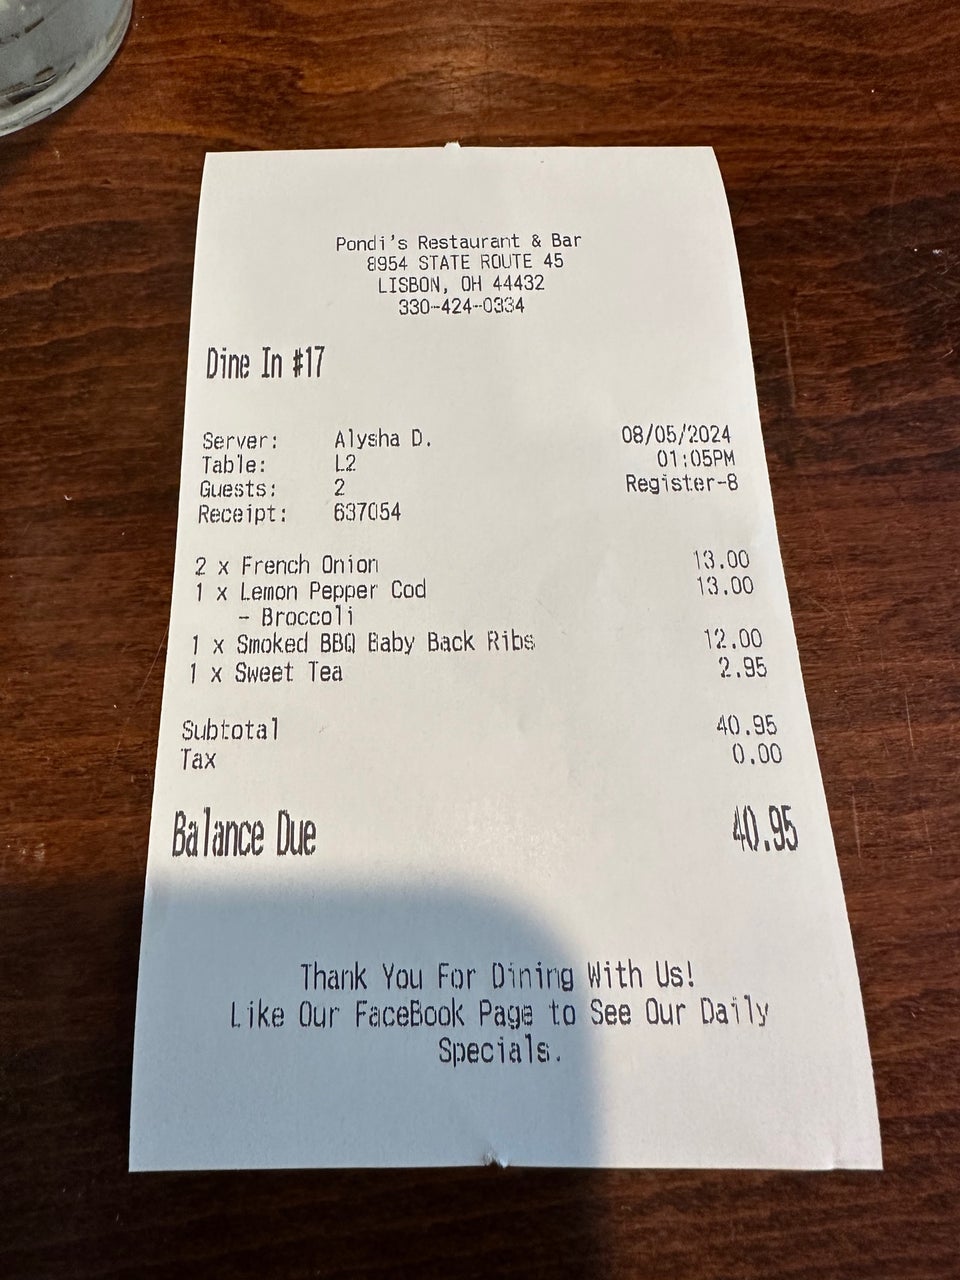 Pondi's Restaurant & Bar
8954 STATE ROUTE 45
LISBON, OH 44432
330-424-0334
Dine In #17
Server: Alysha D. 08/05/2024
Table: L2 01:05PM
Guests: 2 Register-8
Receipt: 637054
2 x French Onion 13.00
1 x Lemon Pepper Cod 13.00
- Broccoli
1 x Smoked BBQ Baby Back Ribs 12.00
1 x Sweet Tea 2.95
Subtotal 40.95
Tax 0.00
Balance Due 40.95
Thank You For Dining With Us!
Like Our FaceBook Page to See Our Daily
Specials.